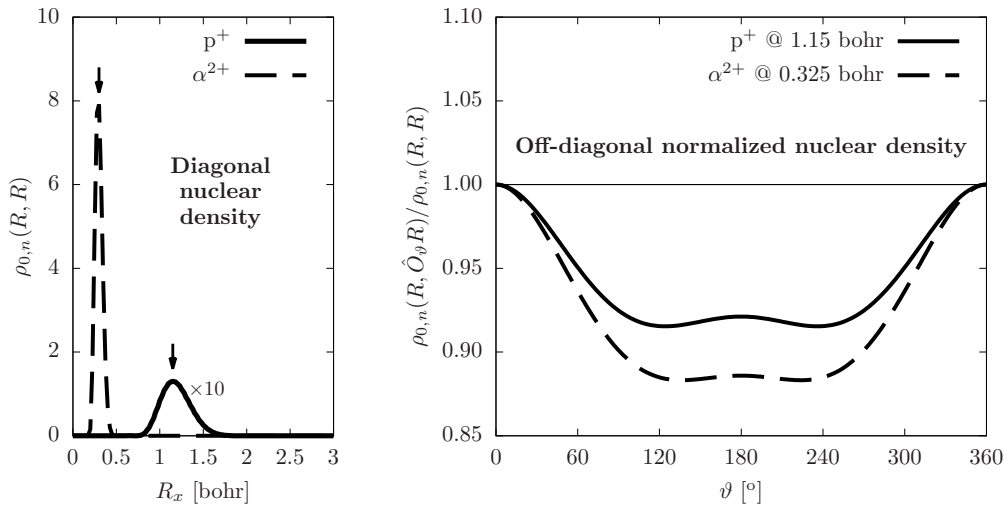 10
8
6
4
2
0
ρ₀,ₙ(R, R)
p⁺
α²⁺
Diagonal
nuclear
density
×10
0 0.5 1 1.5 2 2.5 3
Rₓ [bohr]
1.10
1.05
1.00
0.95
0.90
0.85
ρ₀,ₙ(R, Ô_ϑR)/ρ₀,ₙ(R, R)
p⁺ @ 1.15 bohr
α²⁺ @ 0.325 bohr
Off-diagonal normalized nuclear density
0 60 120 180 240 300 360
ϑ [°]